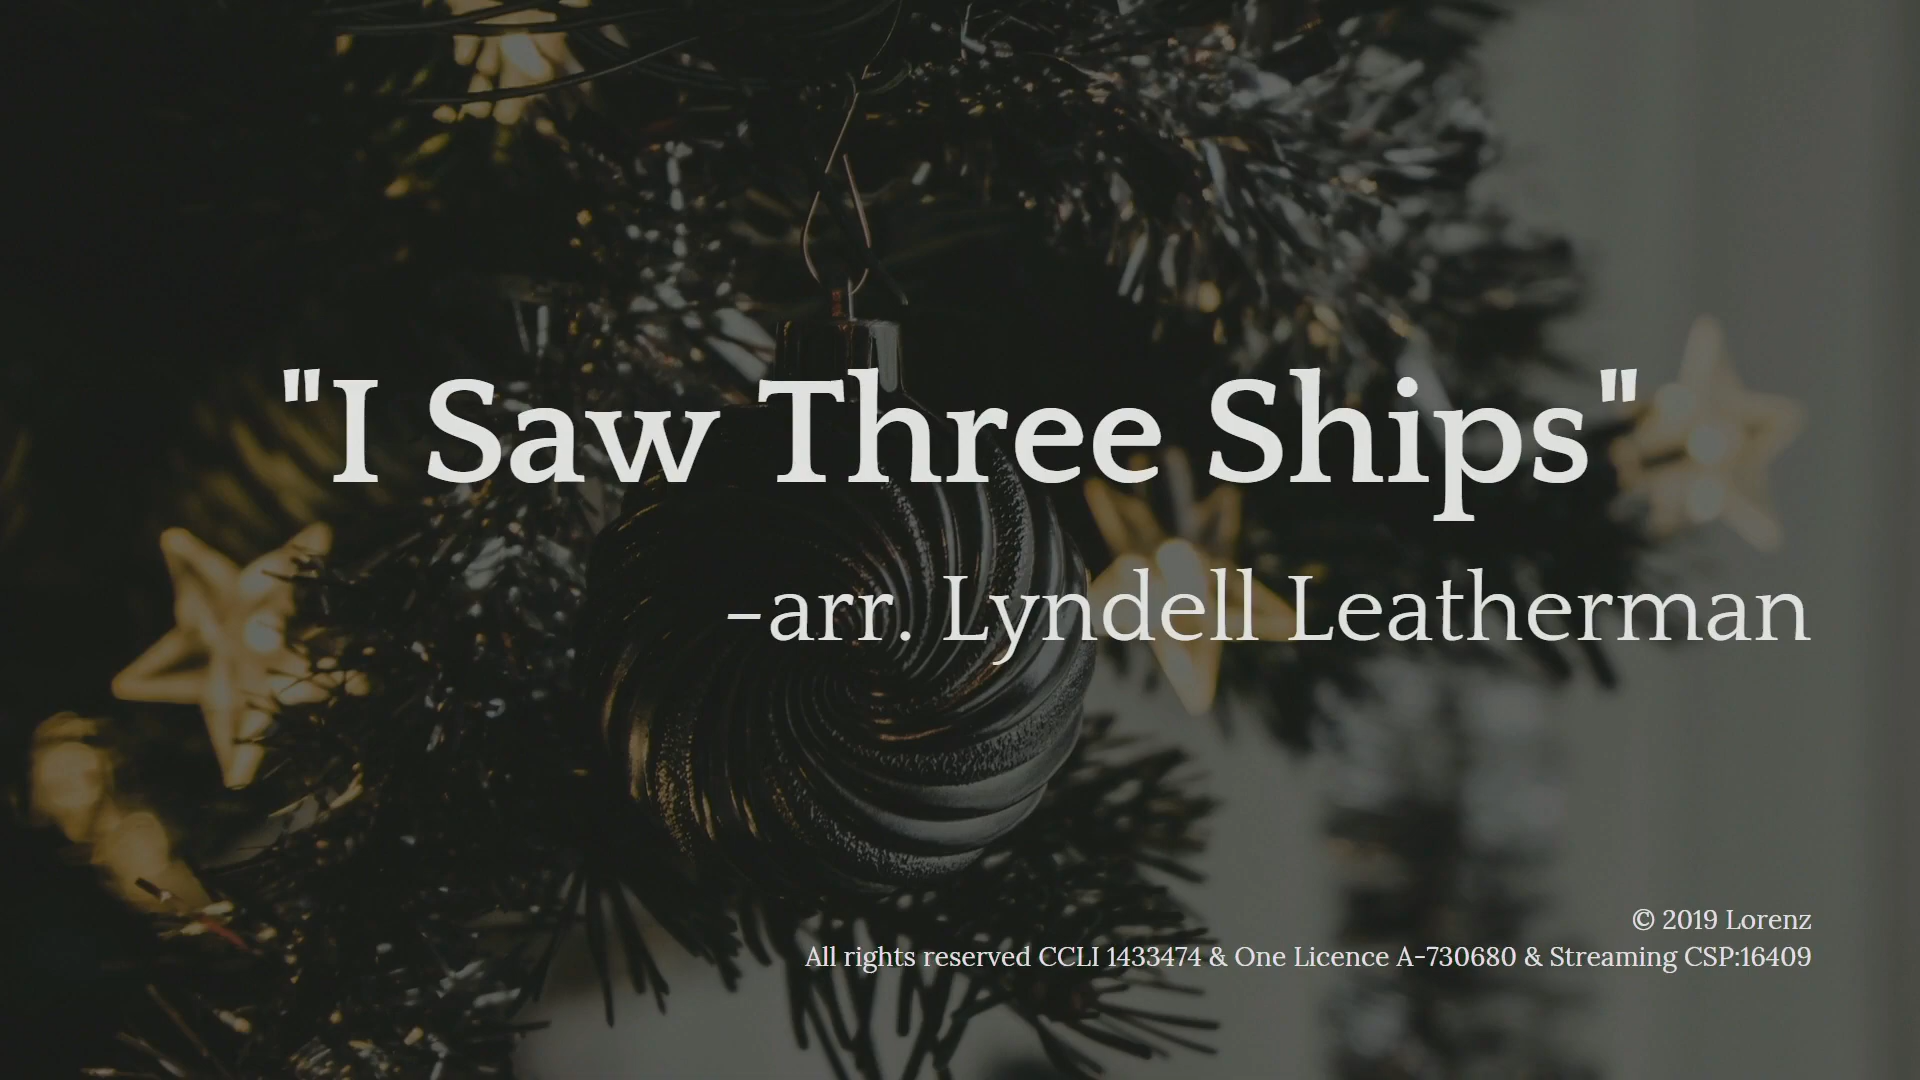 "I Saw Three Ships"
-arr. Lyndell Leatherman
© 2019 Lorenz
All rights reserved CCLI 1433474 & One Licence A-730680 & Streaming CSP:16409